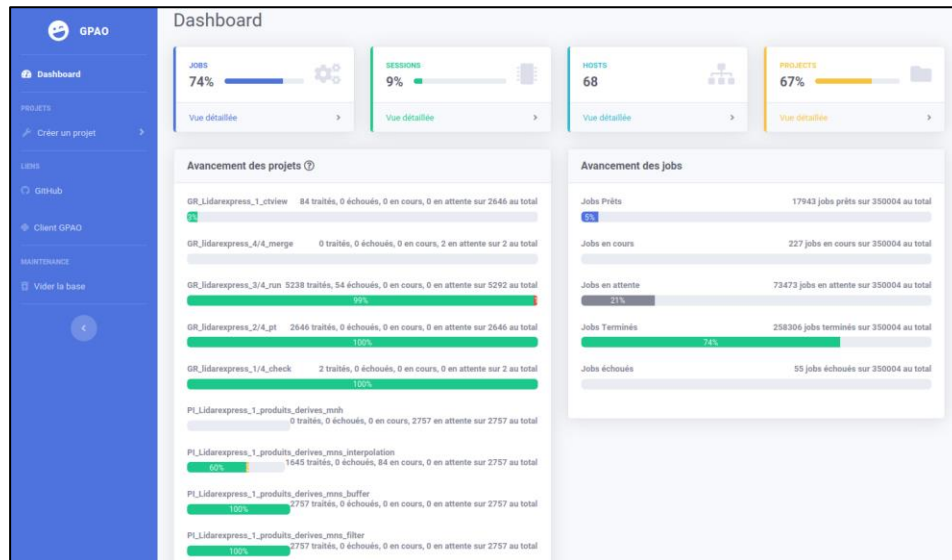 GPAO
Dashboard
PROJETS
Créer un projet
LIENS
GitHub
Client GPAO
MAINTENANCE
Vider la base
Dashboard
JOBS
74%
Vue détaillée
SESSIONS
9%
Vue détaillée
HOSTS
68
Vue détaillée
PROJECTS
67%
Vue détaillée
Avancement des projets
GR_Lidarexpress_1_ctview 84 traités, 0 échoués, 0 en cours, 0 en attente sur 2646 au total
3%
GR_lidarexpress_4/4_merge 0 traités, 0 échoués, 0 en cours, 2 en attente sur 2 au total
GR_lidarexpress_3/4_run 5238 traités, 54 échoués, 0 en cours, 0 en attente sur 5292 au total
99%
GR_lidarexpress_2/4_pt 2646 traités, 0 échoués, 0 en cours, 0 en attente sur 2646 au total
100%
GR_lidarexpress_1/4_check 2 traités, 0 échoués, 0 en cours, 0 en attente sur 2 au total
100%
PI_Lidarexpress_1_produits_derives_mnh
0 traités, 0 échoués, 0 en cours, 2757 en attente sur 2757 au total
PI_Lidarexpress_1_produits_derives_mns_interpolation
1645 traités, 0 échoués, 84 en cours, 0 en attente sur 2757 au total
60%
PI_Lidarexpress_1_produits_derives_mns_buffer
2757 traités, 0 échoués, 0 en cours, 0 en attente sur 2757 au total
100%
PI_Lidarexpress_1_produits_derives_mns_filter
2757 traités, 0 échoués, 0 en cours, 0 en attente sur 2757 au total
100%
Avancement des jobs
Jobs Prêts 17943 jobs prêts sur 350004 au total
5%
Jobs en cours 227 jobs en cours sur 350004 au total
Jobs en attente 73473 jobs en attente sur 350004 au total
21%
Jobs Terminés 258306 jobs terminés sur 350004 au total
74%
Jobs échoués 55 jobs échoués sur 350004 au total